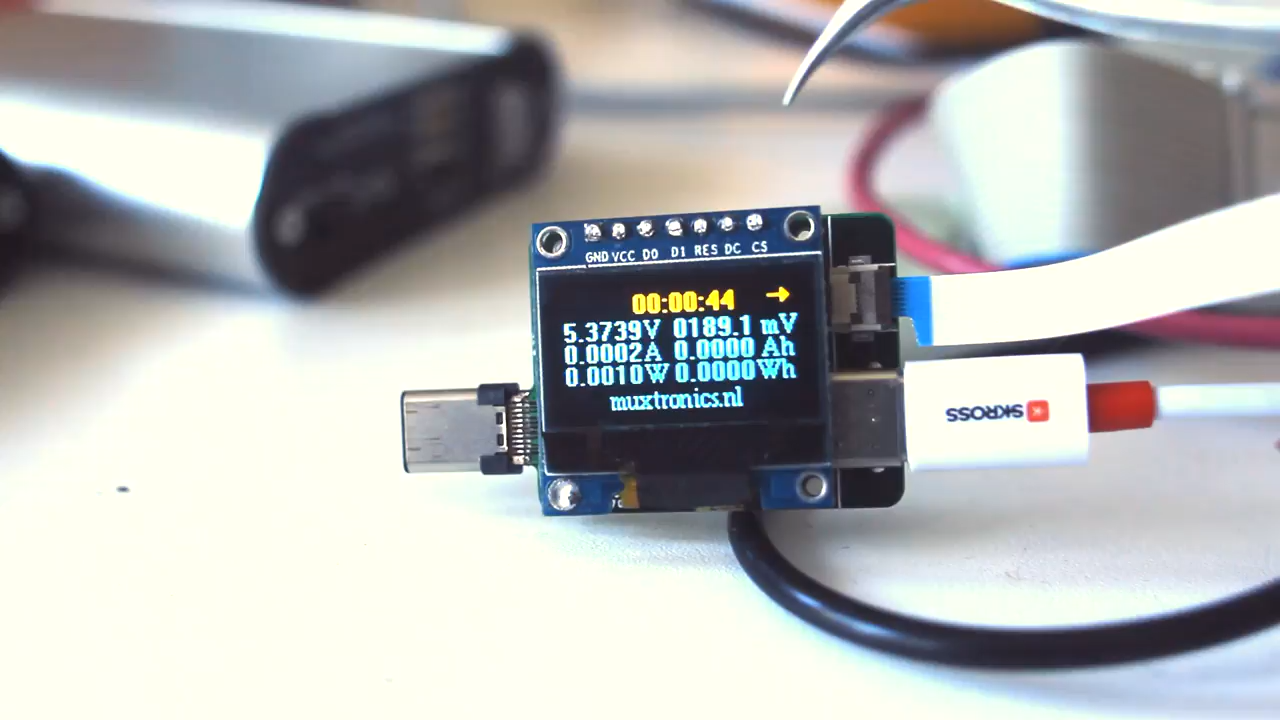 GND VCC D0 D1 RES DC CS
00:00:44 →
5.3739V 0189.1 mV
0.0002A 0.0000 Ah
0.0010W 0.0000Wh
muxtronics.nl
SKROSS